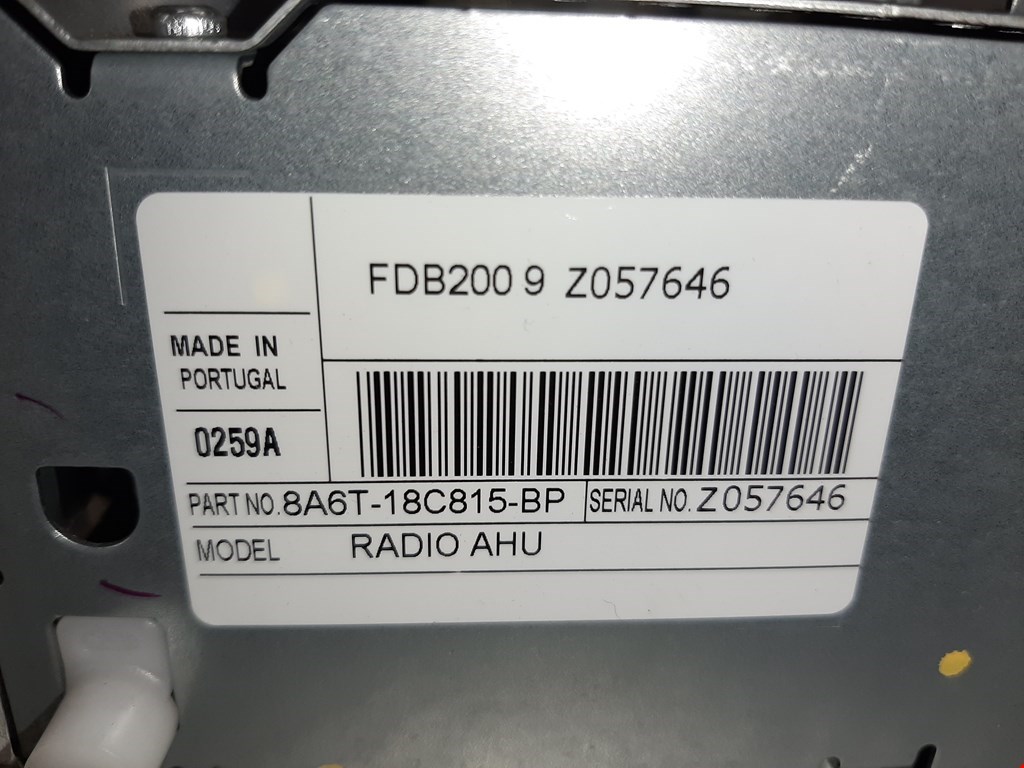 FDB200 9 Z057646
MADE IN
PORTUGAL
0259A
PART NO. 8A6T-18C815-BP SERIAL NO. Z057646
MODEL RADIO AHU